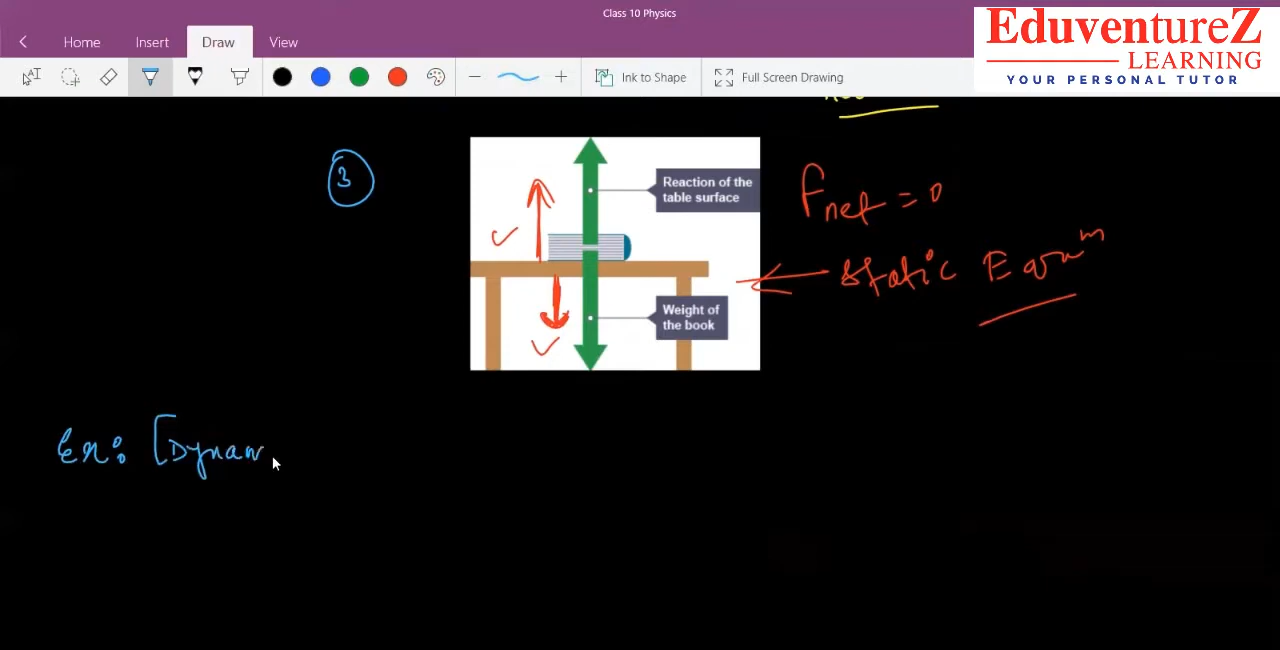 Class 10 Physics
EduventureZ
LEARNING
YOUR PERSONAL TUTOR
Home Insert Draw View
Ink to Shape Full Screen Drawing
3
Reaction of the
table surface
Fnet = 0
Static Equm
Weight of
the book
Ex: [Dynam